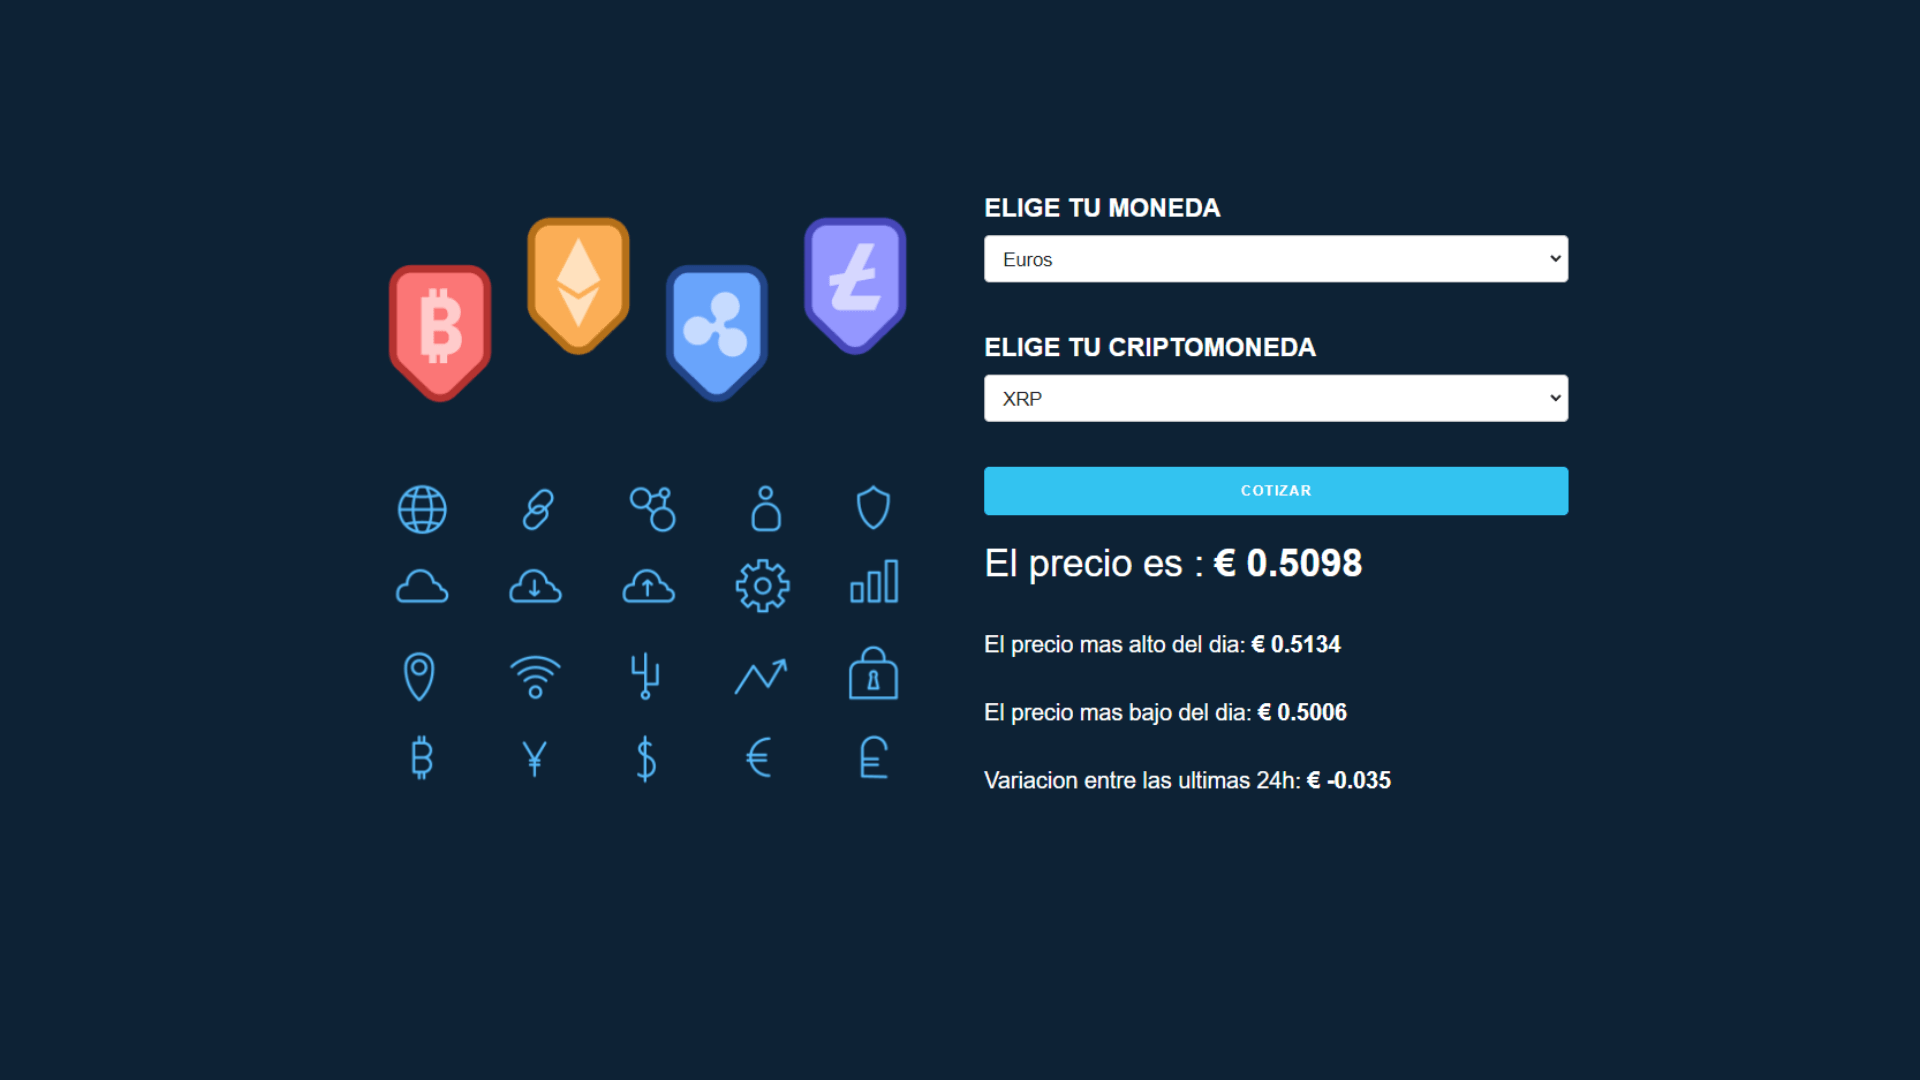 ELIGE TU MONEDA
Euros
ELIGE TU CRIPTOMONEDA
XRP
COTIZAR
El precio es : € 0.5098
El precio mas alto del dia: € 0.5134
El precio mas bajo del dia: € 0.5006
Variacion entre las ultimas 24h: € -0.035